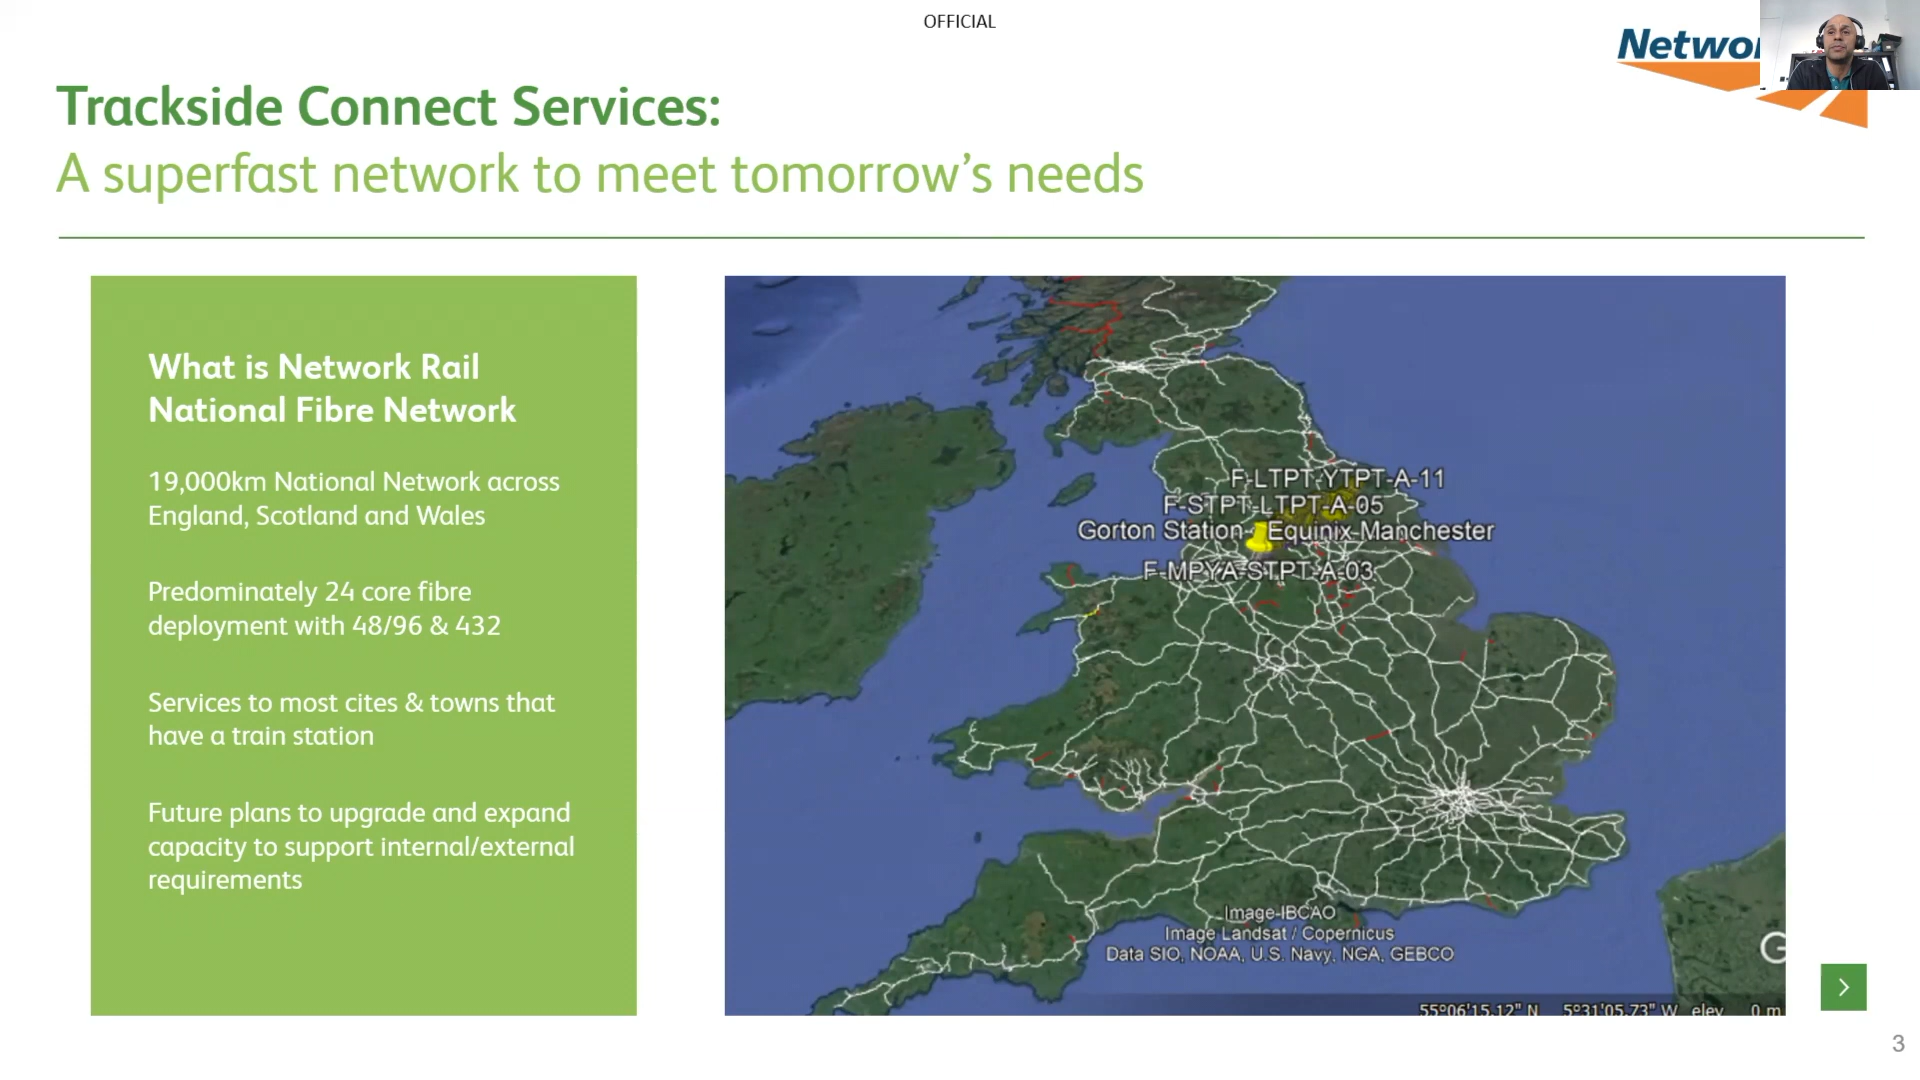 OFFICIAL
Networ
Trackside Connect Services:
A superfast network to meet tomorrow’s needs
What is Network Rail
National Fibre Network
19,000km National Network across
England, Scotland and Wales
Predominately 24 core fibre
deployment with 48/96 & 432
Services to most cites & towns that
have a train station
Future plans to upgrade and expand
capacity to support internal/external
requirements
F-LTPT-YTPT-A-11
F-STPT-LTPT-A-05
Gorton Station- Equinix-Manchester
F-MPYA-STPT-A-03
Image IBCAO
Image Landsat / Copernicus
Data SIO, NOAA, U.S. Navy, NGA, GEBCO
G
55°06'15.12" N 5°31'05.73" W elev 0 m
3